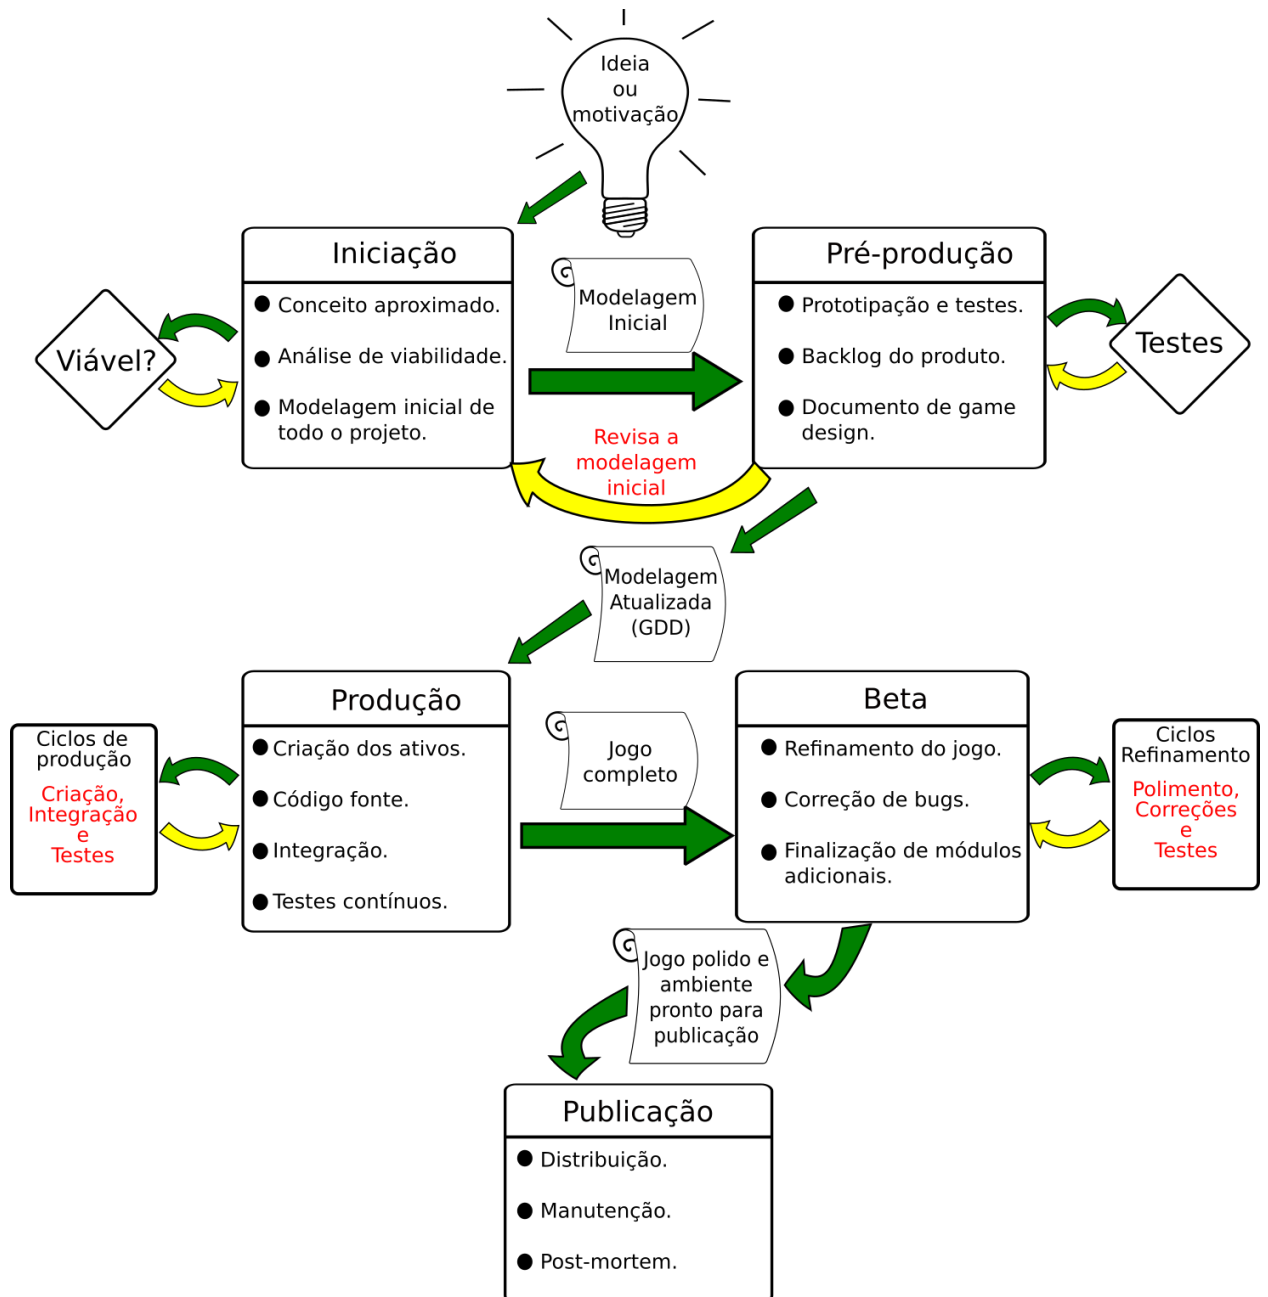 Ideia
ou
motivação
Iniciação
Conceito aproximado.
Análise de viabilidade.
Modelagem inicial de
todo o projeto.
Viável?
Modelagem
Inicial
Pré-produção
Prototipação e testes.
Backlog do produto.
Documento de game
design.
Testes
Revisa a
modelagem
inicial
Modelagem
Atualizada
(GDD)
Produção
Criação dos ativos.
Código fonte.
Integração.
Testes contínuos.
Ciclos de
produção
Criação,
Integração
e
Testes
Jogo
completo
Beta
Refinamento do jogo.
Correção de bugs.
Finalização de módulos
adicionais.
Ciclos
Refinamento
Polimento,
Correções
e
Testes
Jogo polido e
ambiente
pronto para
publicação
Publicação
Distribuição.
Manutenção.
Post-mortem.